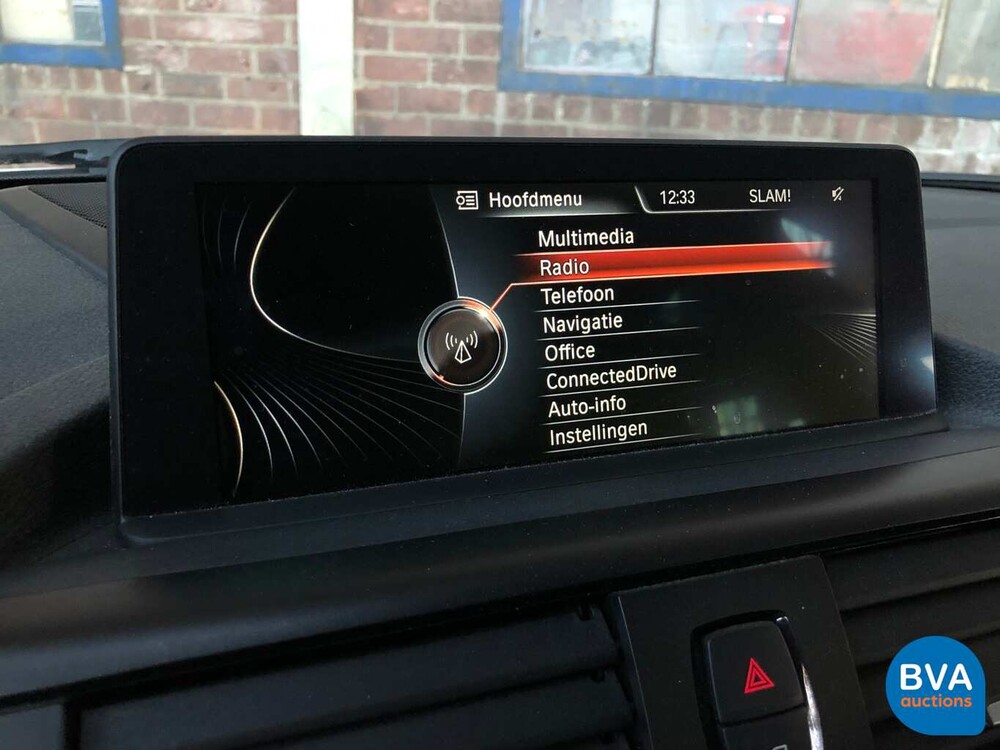 Hoofdmenu 12:33 SLAM!
Multimedia
Radio
Telefoon
Navigatie
Office
ConnectedDrive
Auto-info
Instellingen
BVA
auctions